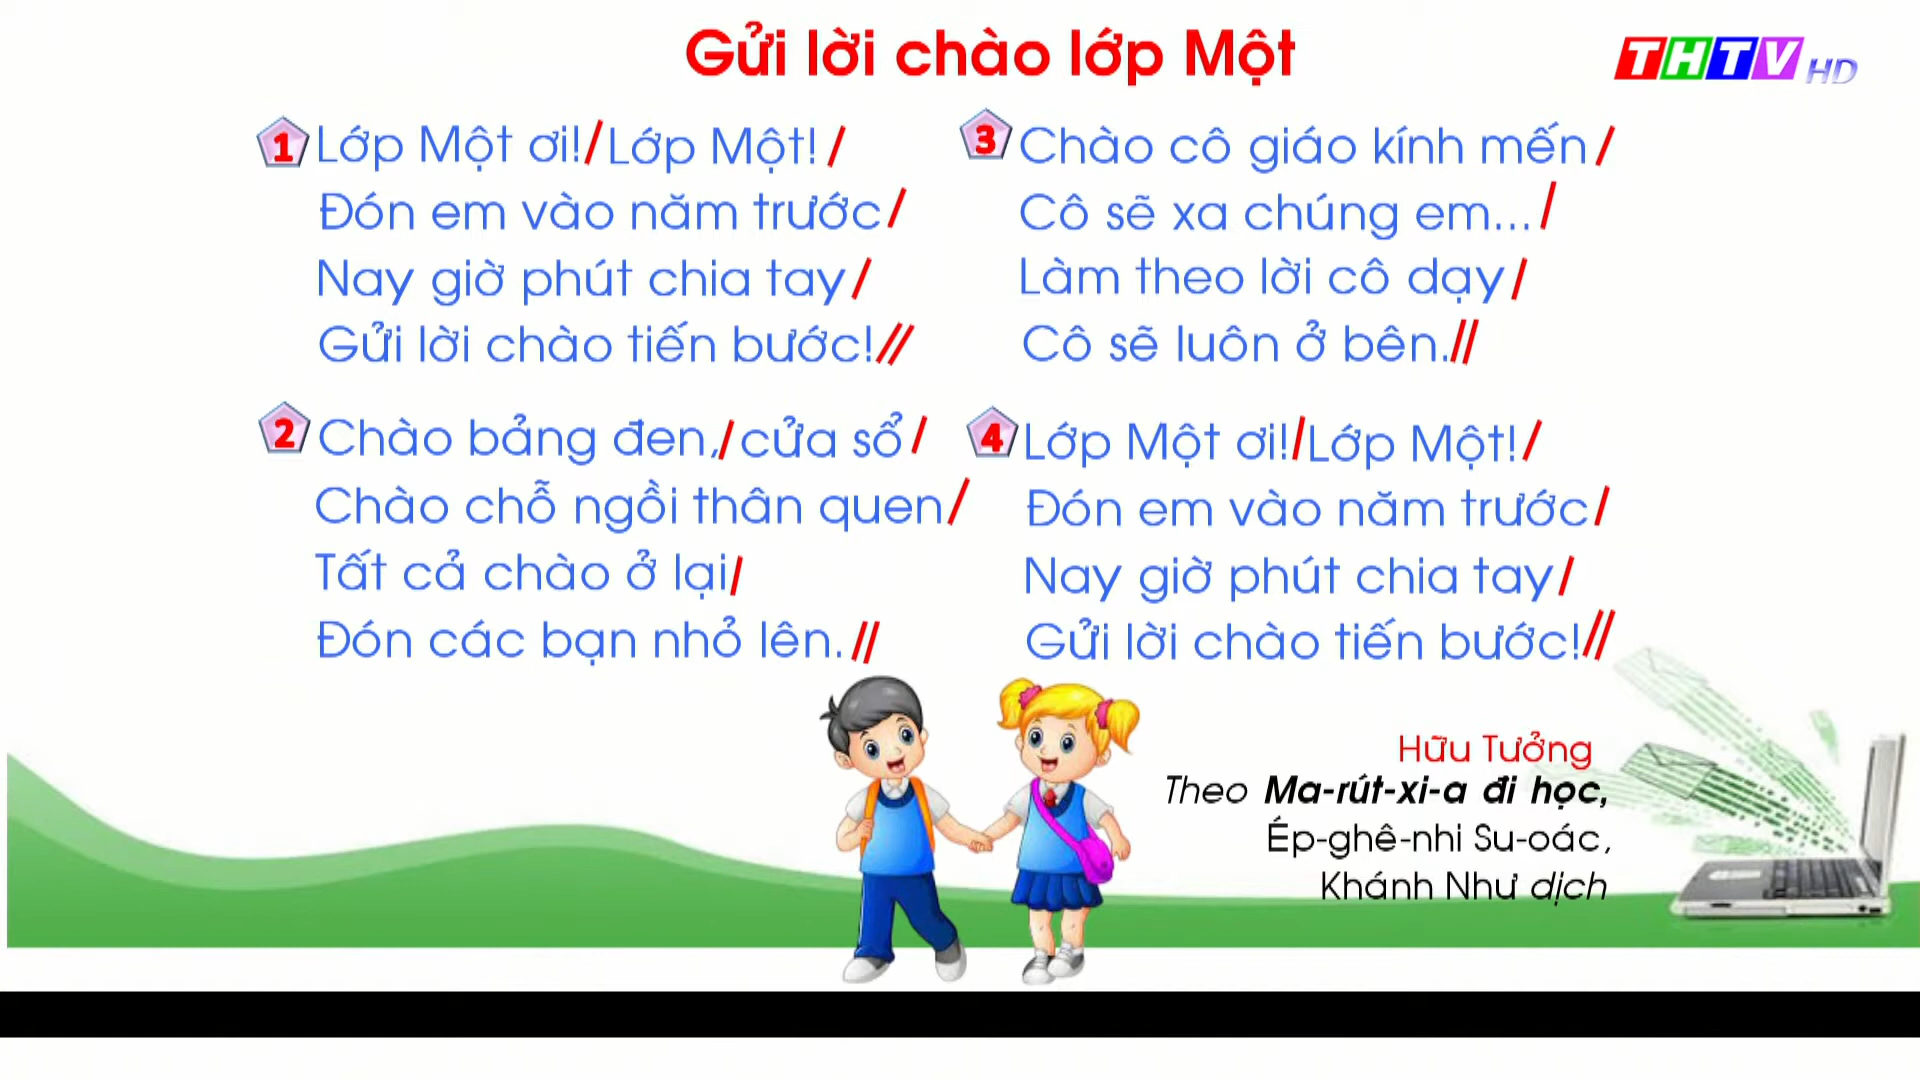 Gửi lời chào lớp Một
THTV HD
1 Lớp Một ơi!/ Lớp Một! /
Đón em vào năm trước /
Nay giờ phút chia tay /
Gửi lời chào tiến bước! //
2 Chào bảng đen, / cửa sổ /
Chào chỗ ngồi thân quen /
Tất cả chào ở lại /
Đón các bạn nhỏ lên. //
3 Chào cô giáo kính mến /
Cô sẽ xa chúng em... /
Làm theo lời cô dạy /
Cô sẽ luôn ở bên. //
4 Lớp Một ơi! / Lớp Một! /
Đón em vào năm trước /
Nay giờ phút chia tay /
Gửi lời chào tiến bước! //
Hữu Tưởng
Theo Ma-rút-xi-a đi học,
Ép-ghê-nhi Su-oác,
Khánh Như dịch